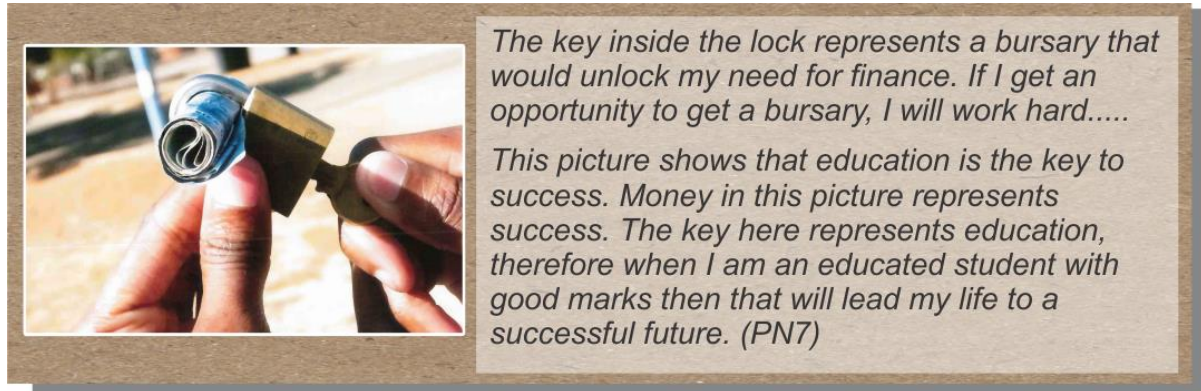 The key inside the lock represents a bursary that
would unlock my need for finance. If I get an
opportunity to get a bursary, I will work hard.....
This picture shows that education is the key to
success. Money in this picture represents
success. The key here represents education,
therefore when I am an educated student with
good marks then that will lead my life to a
successful future. (PN7)